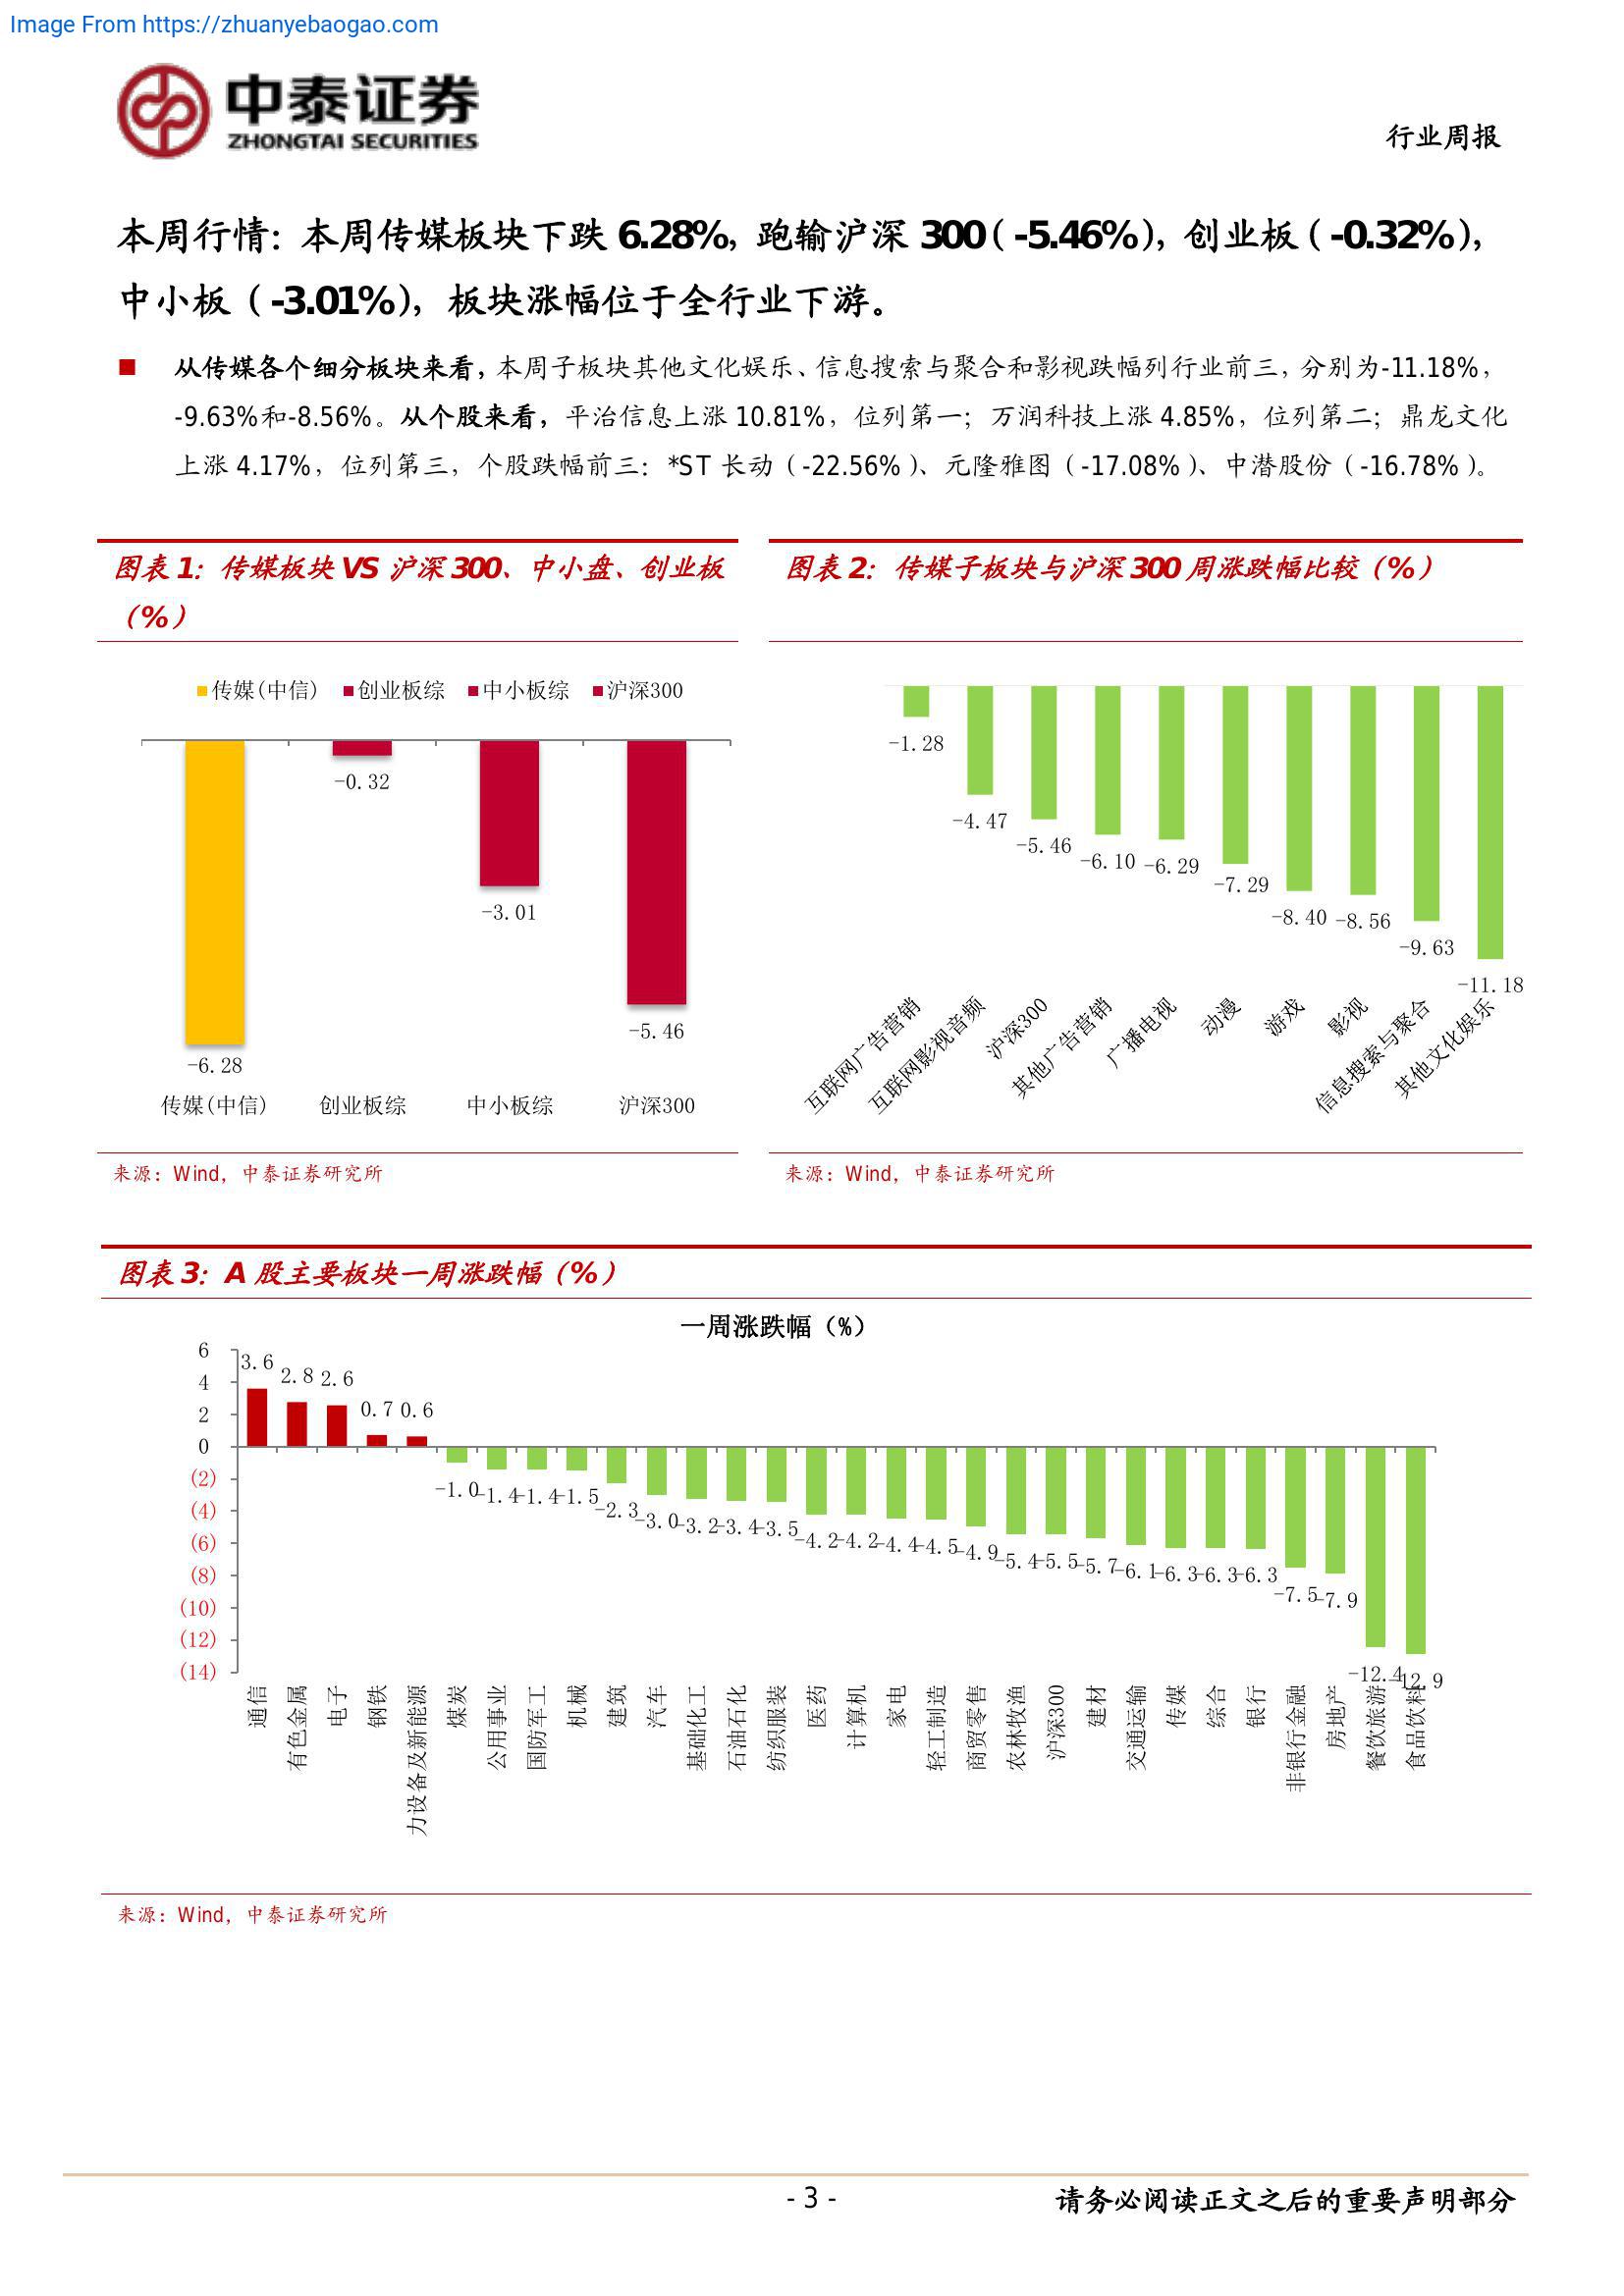 Image From https://zhuanyebaogao.com
中泰证券
ZHONGTAI SECURITIES
行业周报
本周行情：本周传媒板块下跌 6.28%，跑输沪深 300（-5.46%），创业板（-0.32%），
中小板（-3.01%），板块涨幅位于全行业下游。
■ 从传媒各个细分板块来看，本周子板块其他文化娱乐、信息搜索与聚合和影视跌幅列行业前三，分别为-11.18%，
-9.63%和-8.56%。从个股来看，平治信息上涨 10.81%，位列第一；万润科技上涨 4.85%，位列第二；鼎龙文化
上涨 4.17%，位列第三，个股跌幅前三：*ST 长动（-22.56%）、元隆雅图（-17.08%）、中潜股份（-16.78%）。
图表 1：传媒板块 VS 沪深 300、中小盘、创业板
（%）
传媒(中信) 创业板综 中小板综 沪深300
-0.32
-3.01
-5.46
-6.28
传媒(中信) 创业板综 中小板综 沪深300
来源：Wind，中泰证券研究所
图表 2：传媒子板块与沪深 300 周涨跌幅比较（%）
-1.28
-4.47
-5.46
-6.10
-6.29
-7.29
-8.40
-8.56
-9.63
-11.18
互联网广告营销
互联网影视音频
沪深300
其他广告营销
广播电视
动漫
游戏
影视
信息搜索与聚合
其他文化娱乐
来源：Wind，中泰证券研究所
图表 3：A 股主要板块一周涨跌幅（%）
一周涨跌幅（%）
6
4
2
0
(2)
(4)
(6)
(8)
(10)
(12)
(14)
3.6 2.8 2.6 0.7 0.6 -1.0 -1.4 -1.4 -1.5 -2.3 -3.0 -3.2 -3.4 -3.5 -4.2 -4.2 -4.4 -4.5 -4.9 -5.4 -5.5 -5.7 -6.1 -6.3 -6.3 -6.3 -7.5 -7.9 -12.4 -12.9
通信
有色金属
电子
钢铁
力设备及新能源
煤炭
公用事业
国防军工
机械
建筑
汽车
基础化工
石油石化
纺织服装
医药
计算机
家电
轻工制造
商贸零售
农林牧渔
沪深300
建材
交通运输
传媒
综合
银行
非银行金融
房地产
餐饮旅游
食品饮料
来源：Wind，中泰证券研究所
- 3 -
请务必阅读正文之后的重要声明部分